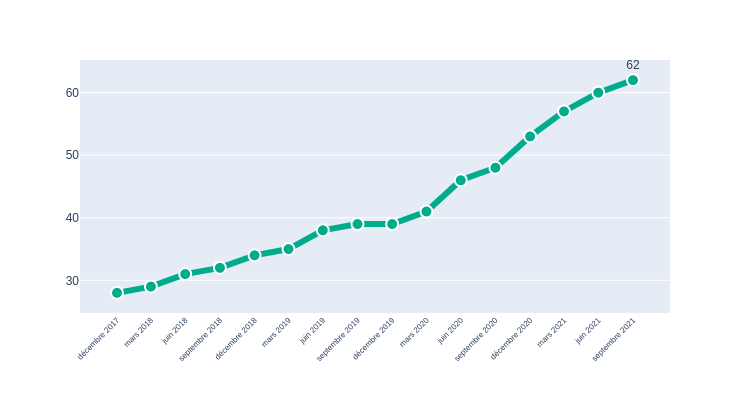 62
60
50
40
30
décembre 2017
mars 2018
juin 2018
septembre 2018
décembre 2018
mars 2019
juin 2019
septembre 2019
décembre 2019
mars 2020
juin 2020
septembre 2020
décembre 2020
mars 2021
juin 2021
septembre 2021